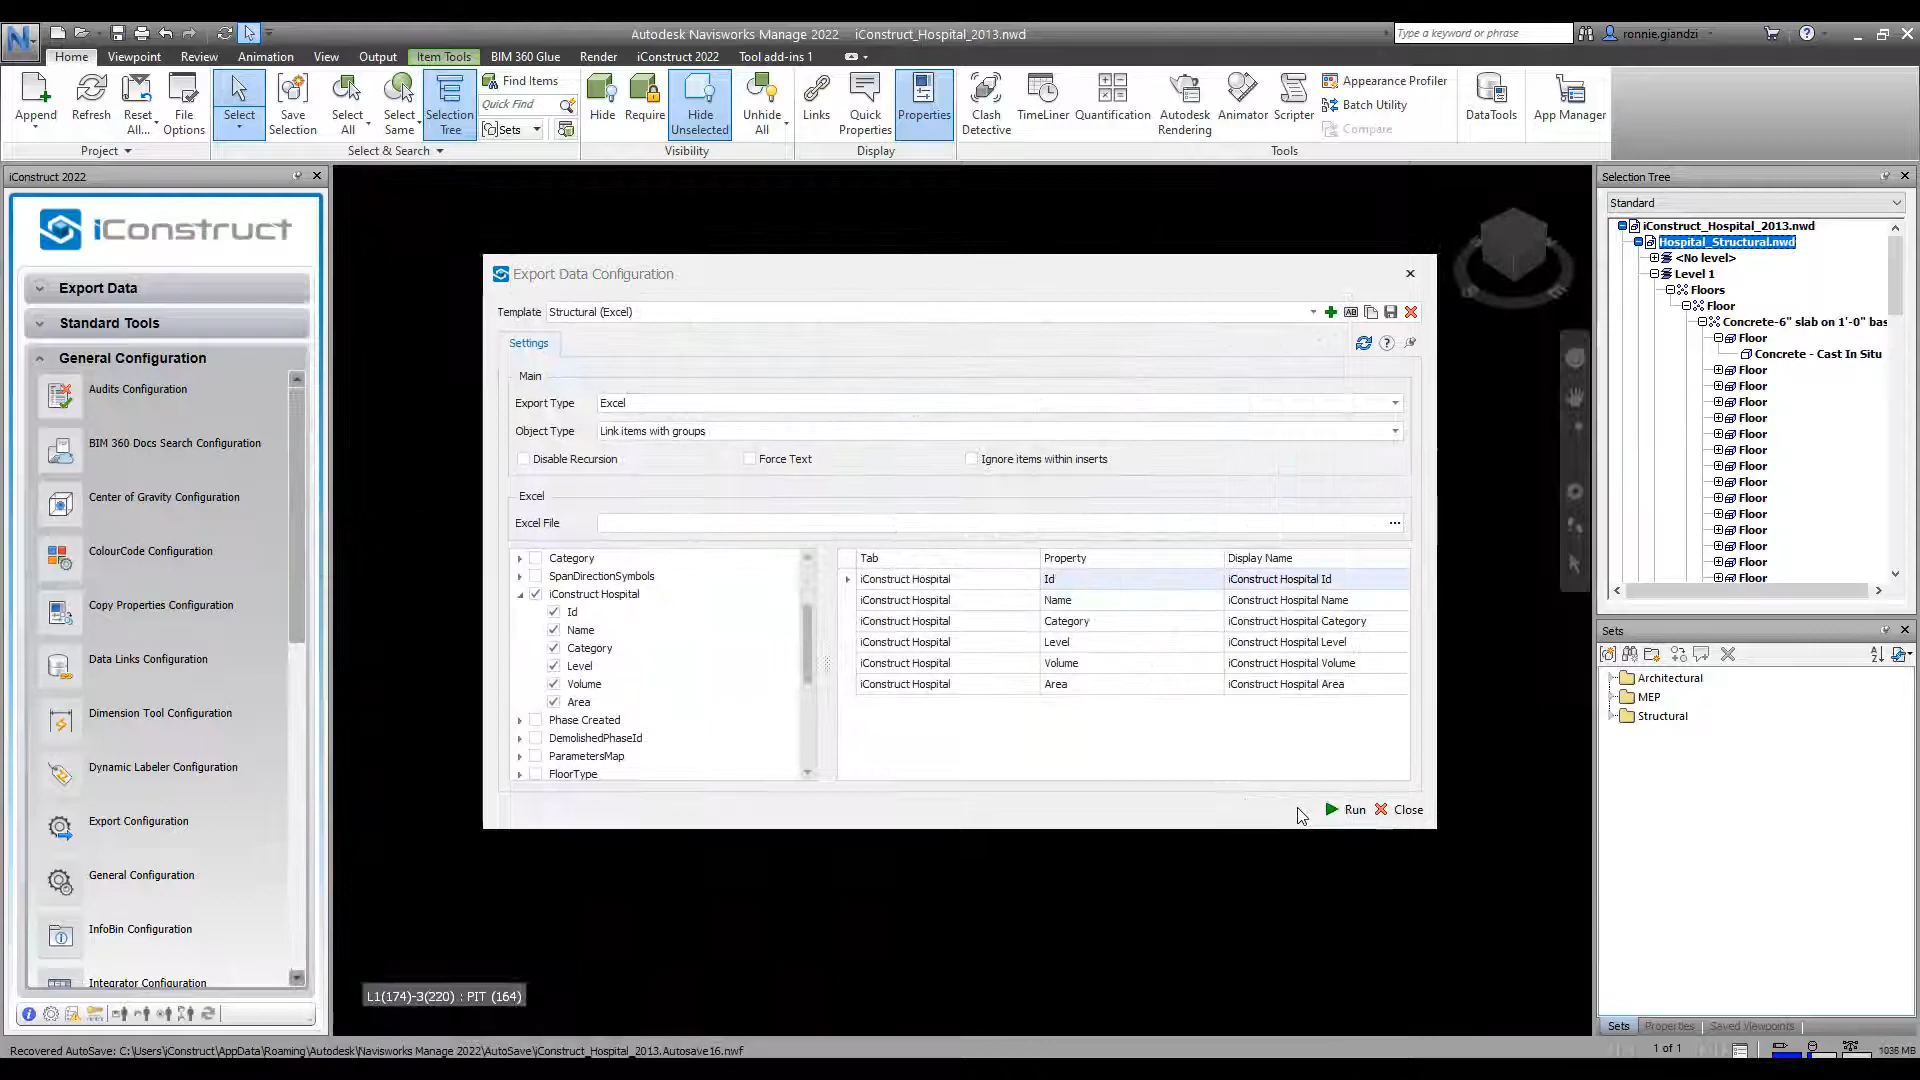 Autodesk Navisworks Manage 2022 iConstruct_Hospital_2013.nwd
Type a keyword or phrase
ronnie.giandzi
Home Viewpoint Review Animation View Output Item Tools BIM 360 Glue Render iConstruct 2022 Tool add-ins 1
Append
Refresh
Reset All...
File Options
Select
Save Selection
Select All
Select Same
Selection Tree
Find Items
Quick Find
Sets
Hide
Require
Hide Unselected
Unhide All
Links
Quick Properties
Properties
Clash Detective
TimeLiner
Quantification
Autodesk Rendering
Animator
Scripter
Appearance Profiler
Batch Utility
Compare
DataTools
App Manager
Project
Select & Search
Visibility
Display
Tools
iConstruct 2022
iConstruct
Export Data
Standard Tools
General Configuration
Audits Configuration
BIM 360 Docs Search Configuration
Center of Gravity Configuration
ColourCode Configuration
Copy Properties Configuration
Data Links Configuration
Dimension Tool Configuration
Dynamic Labeler Configuration
Export Configuration
General Configuration
InfoBin Configuration
Integrator Configuration
Export Data Configuration
Template Structural (Excel)
Settings
Main
Export Type Excel
Object Type Link items with groups
Disable Recursion Force Text Ignore items within inserts
Excel
Excel File
...
Category
SpanDirectionSymbols
iConstruct Hospital
Id
Name
Category
Level
Volume
Area
Phase Created
DemolishedPhaseId
ParametersMap
FloorType
Tab Property Display Name
iConstruct Hospital Id iConstruct Hospital Id
iConstruct Hospital Name iConstruct Hospital Name
iConstruct Hospital Category iConstruct Hospital Category
iConstruct Hospital Level iConstruct Hospital Level
iConstruct Hospital Volume iConstruct Hospital Volume
iConstruct Hospital Area iConstruct Hospital Area
Run Close
L1(174)-3(220) : PIT (164)
Selection Tree
Standard
iConstruct_Hospital_2013.nwd
Hospital_Structural.nwd
<No level>
Level 1
Floors
Floor
Concrete-6" slab on 1'-0" bas
Floor
Concrete - Cast In Situ
Floor
Floor
Floor
Floor
Floor
Floor
Floor
Floor
Floor
Floor
Floor
Floor
Floor
Floor
Sets
Architectural
MEP
Structural
Sets Properties Saved Viewpoints
Recovered AutoSave: C:\Users\iConstruct\AppData\Roaming\Autodesk\Navisworks Manage 2022\AutoSave\iConstruct_Hospital_2013.Autosave16.nwf
1 of 1
1036 MB